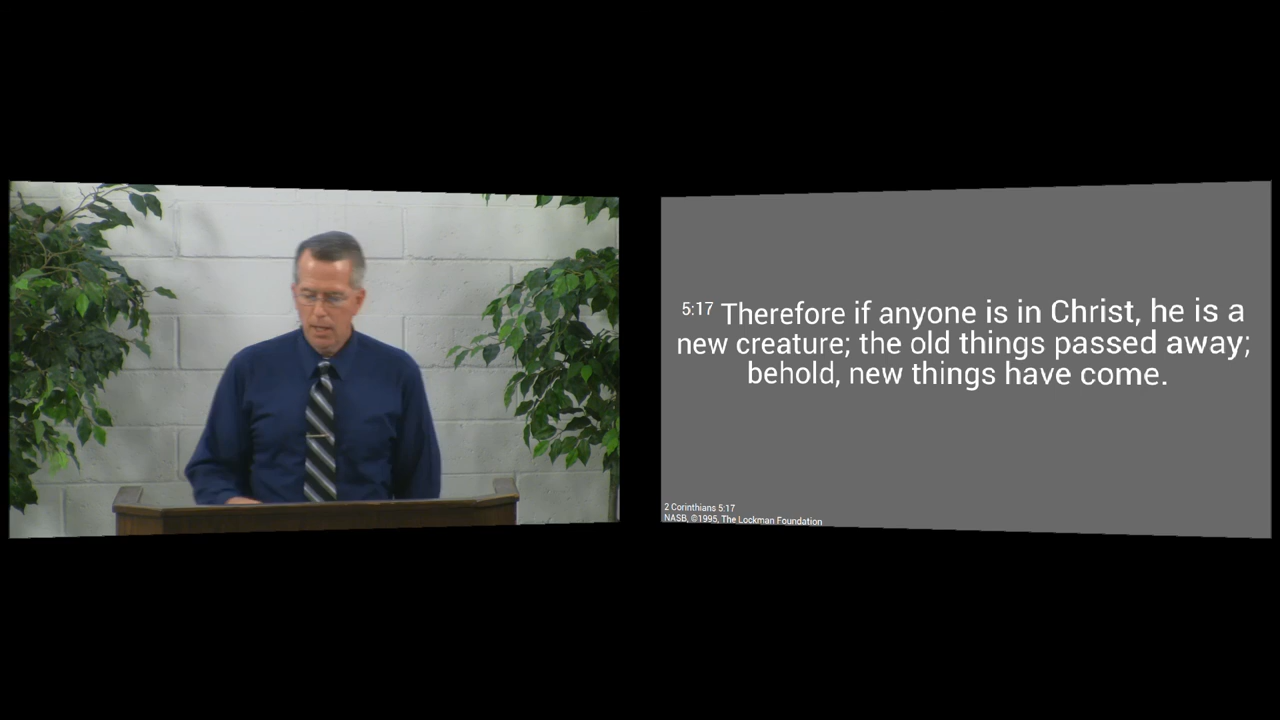 5:17 Therefore if anyone is in Christ, he is a
new creature; the old things passed away;
behold, new things have come.
2 Corinthians 5:17
NASB, ©1995, The Lockman Foundation